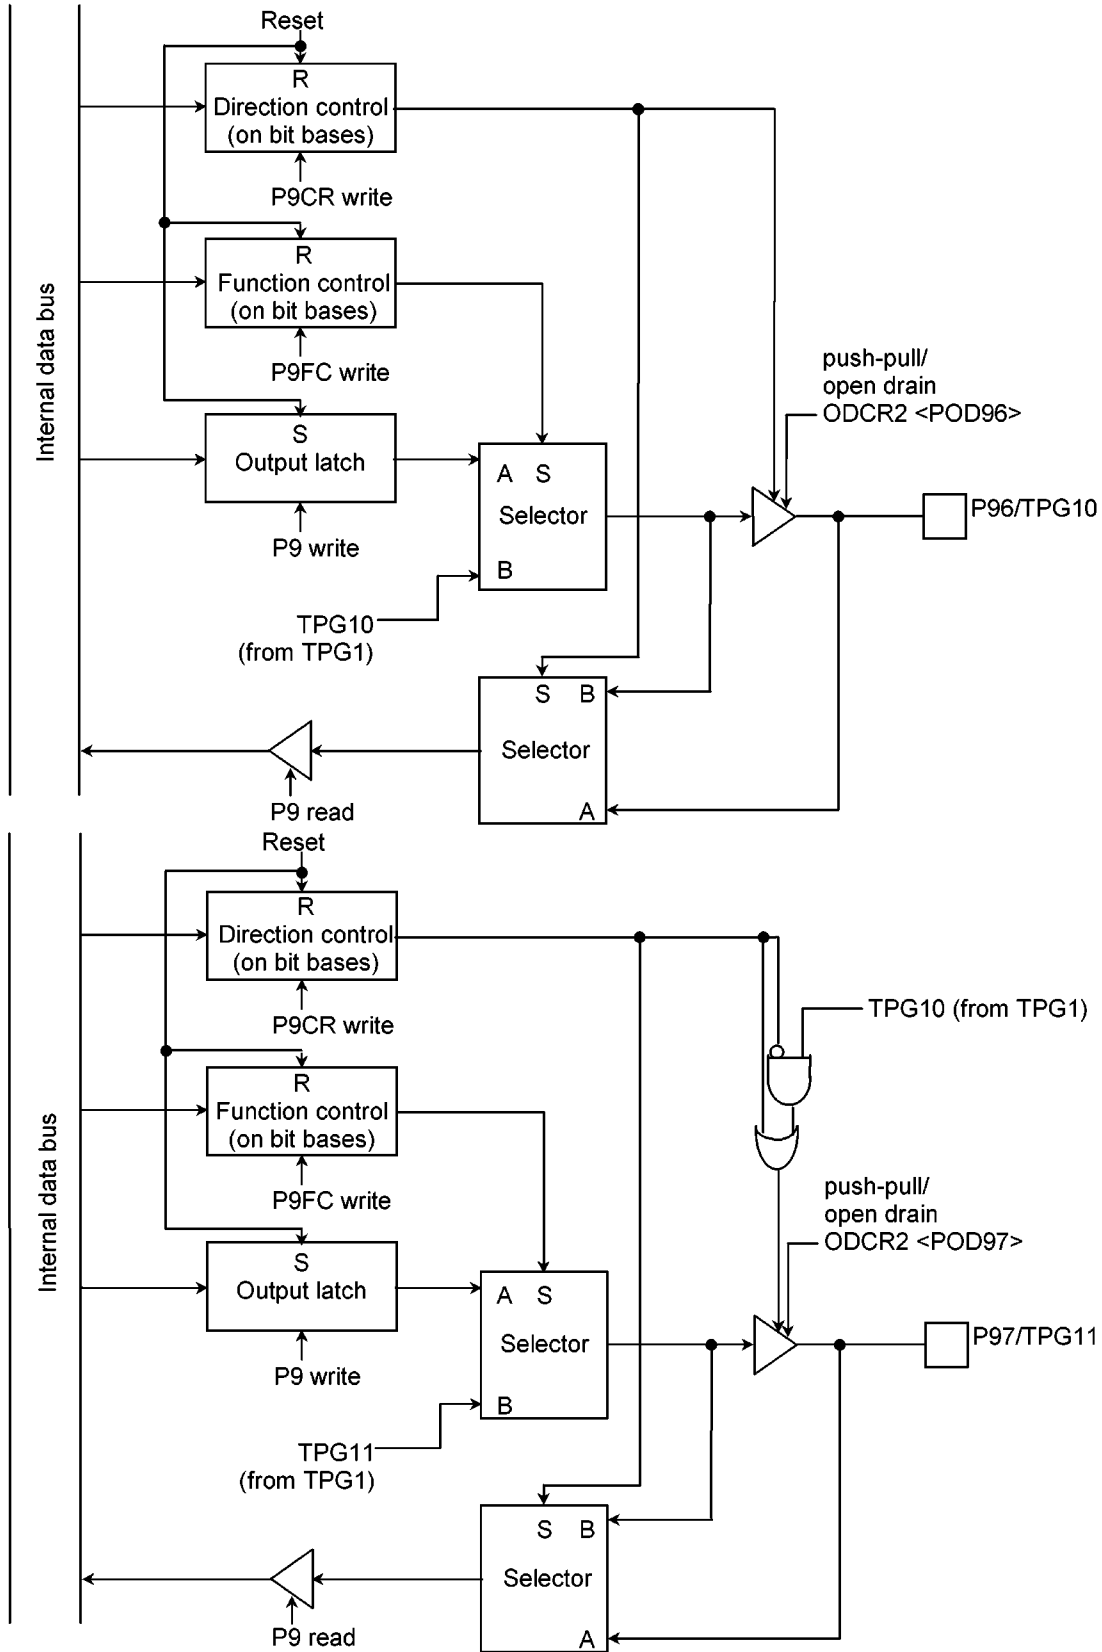 Reset
R
Direction control
(on bit bases)
P9CR write
R
Function control
(on bit bases)
P9FC write
Internal data bus
push-pull/
open drain
ODCR2 <POD96>
S
Output latch
A S
Selector
B
P9 write
P96/TPG10
TPG10
(from TPG1)
S B
Selector
A
P9 read
Reset
R
Direction control
(on bit bases)
P9CR write
TPG10 (from TPG1)
R
Function control
(on bit bases)
P9FC write
Internal data bus
push-pull/
open drain
ODCR2 <POD97>
S
Output latch
A S
Selector
B
P9 write
P97/TPG11
TPG11
(from TPG1)
S B
Selector
A
P9 read